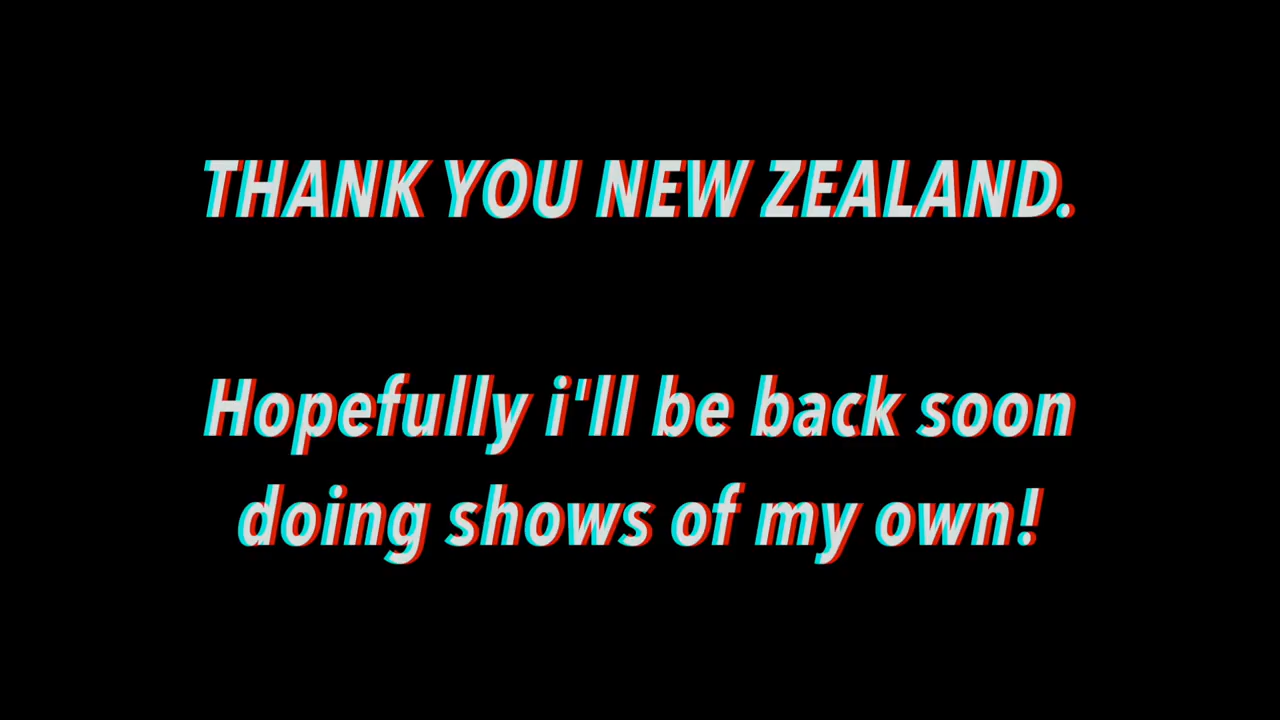 THANK YOU NEW ZEALAND.
Hopefully i'll be back soon
doing shows of my own!